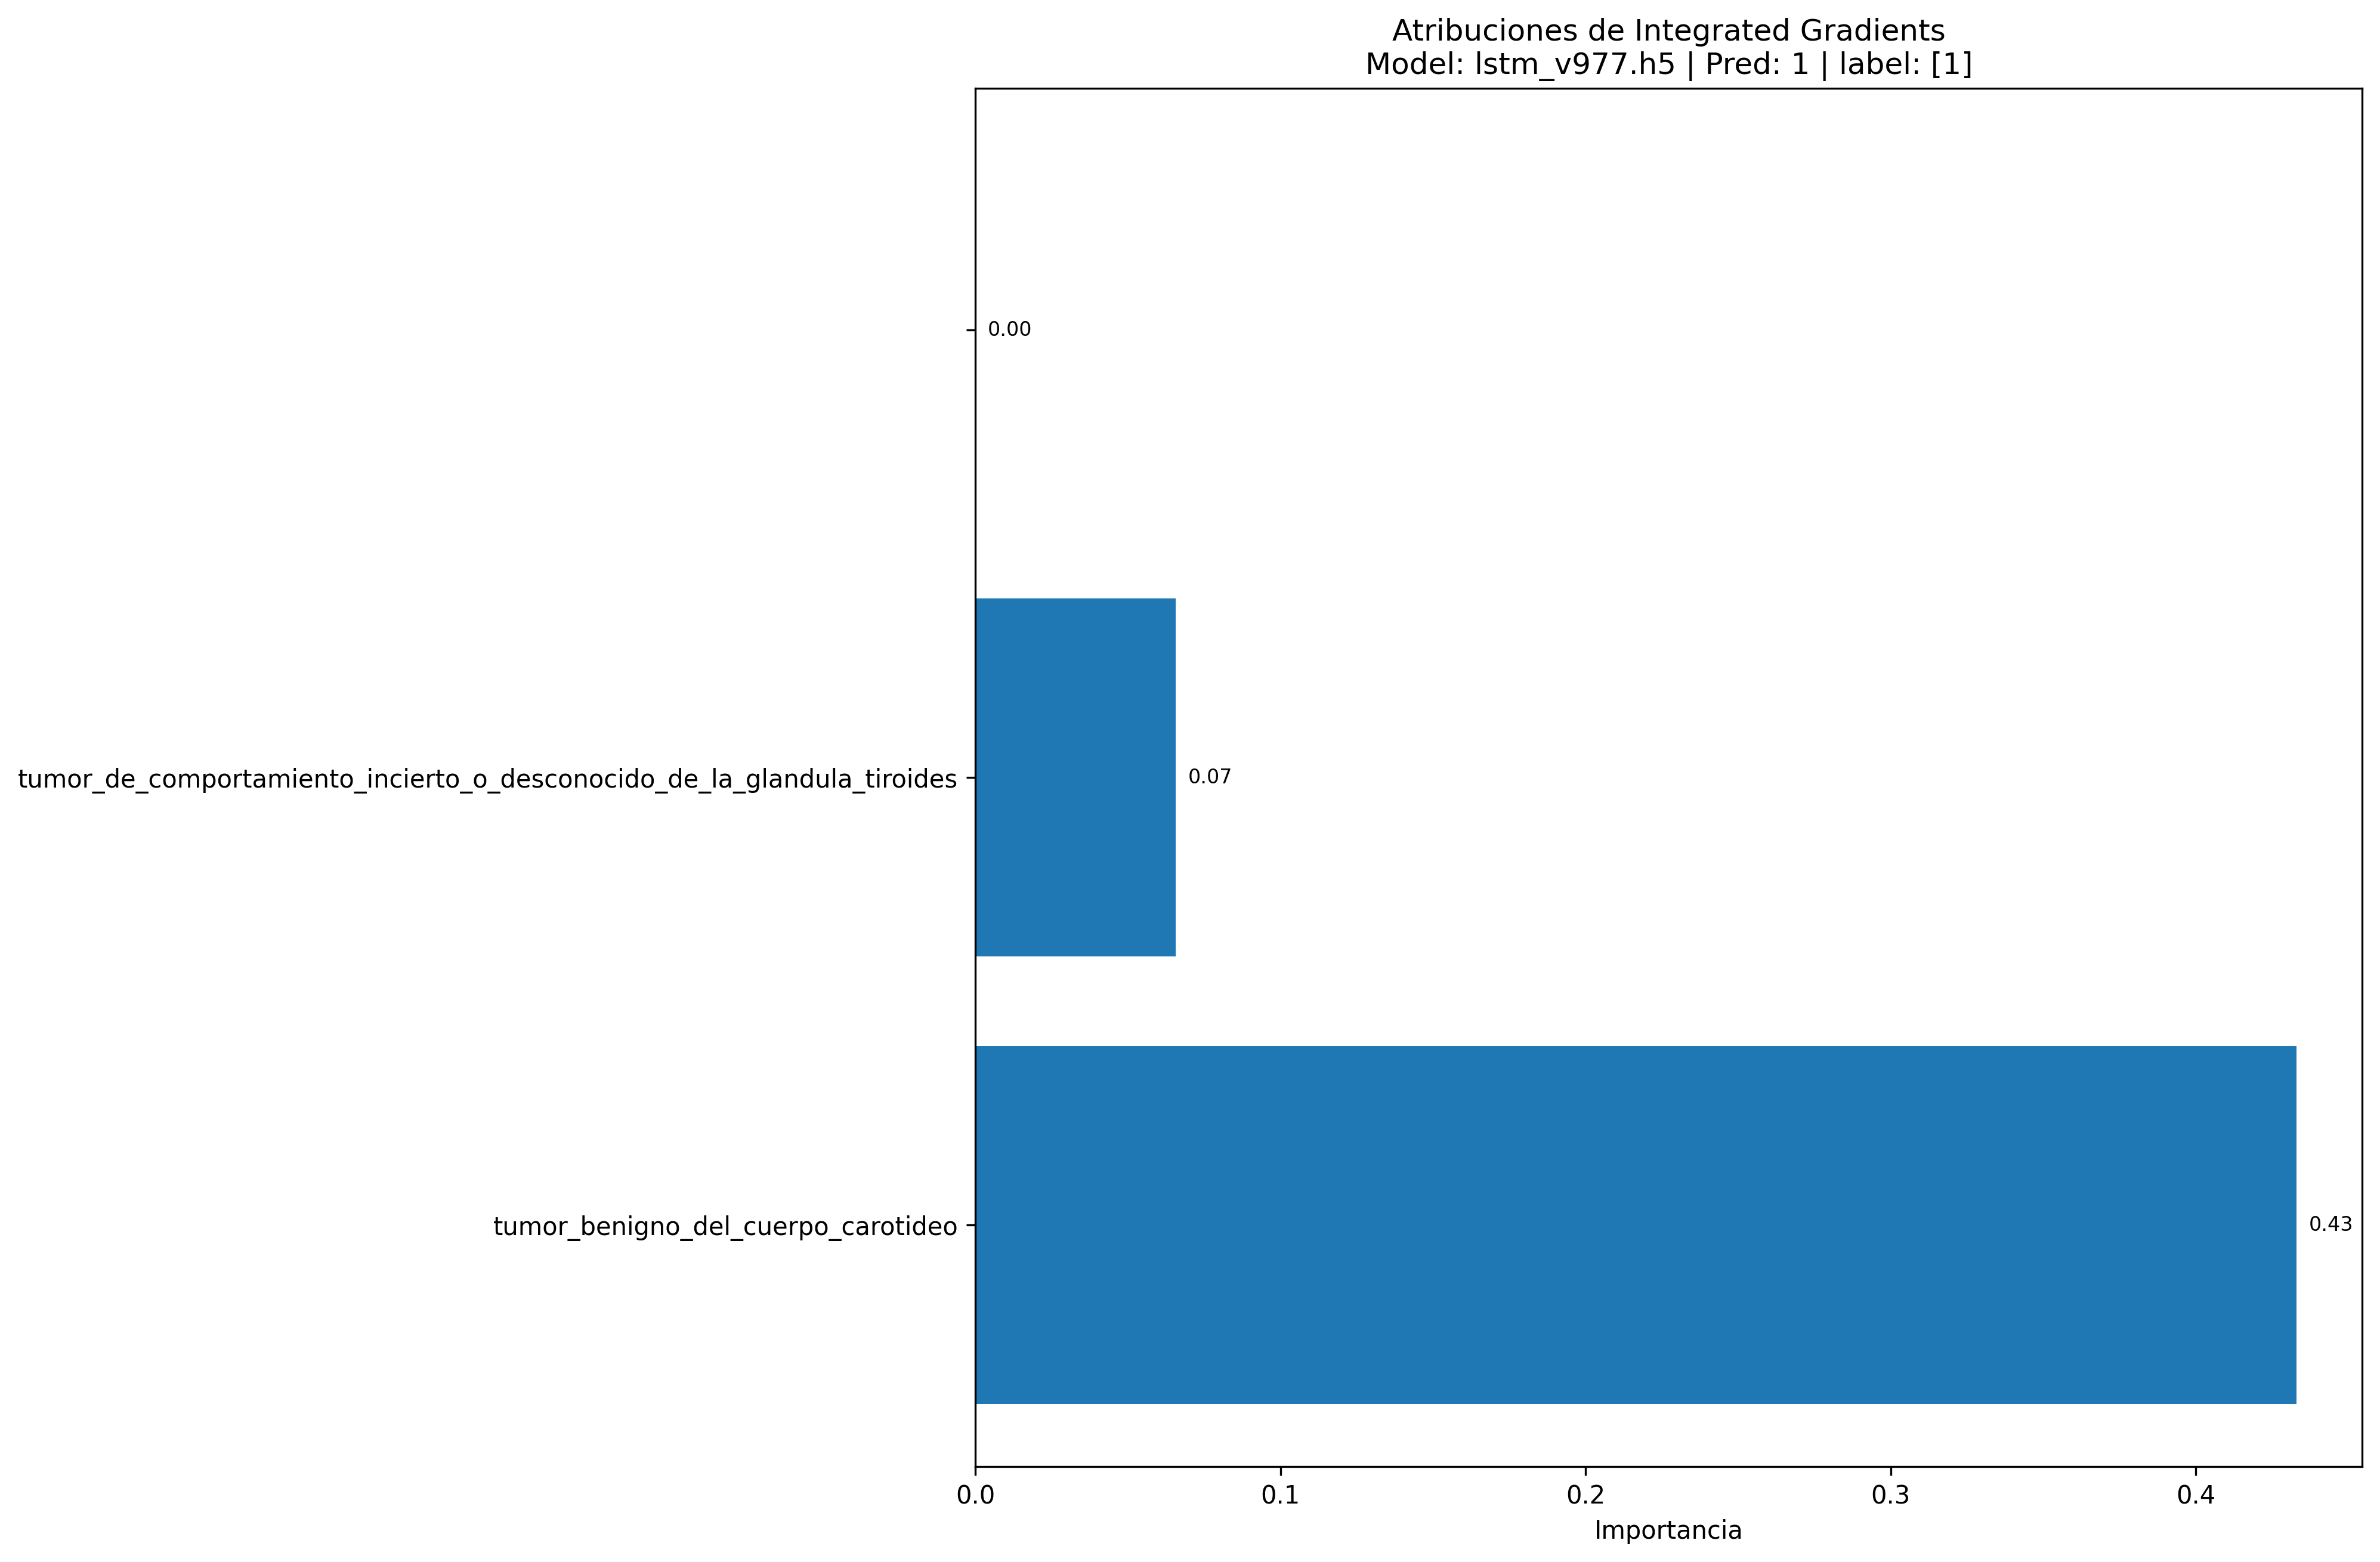 Atribuciones de Integrated Gradients
Model: lstm_v977.h5 | Pred: 1 | label: [1]
0.00
tumor_de_comportamiento_incierto_o_desconocido_de_la_glandula_tiroides
0.07
tumor_benigno_del_cuerpo_carotideo
0.43
0.0 0.1 0.2 0.3 0.4
Importancia